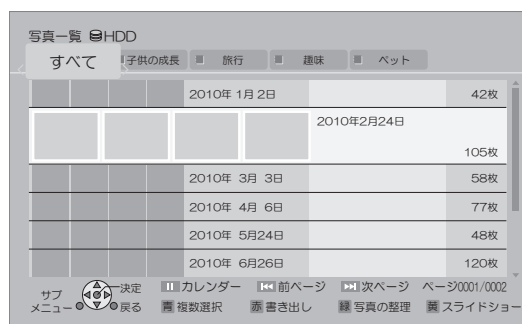 写真一覧 HDD
すべて 子供の成長 旅行 趣味 ペット
2010年 1月 2日 42枚
2010年2月24日
105枚
2010年 3月 3日 58枚
2010年 4月 6日 77枚
2010年 5月24日 48枚
2010年 6月26日 120枚
サブメニュー 決定 戻る
カレンダー 前ページ 次ページ ページ0001/0002
青 複数選択 赤 書き出し 緑 写真の整理 黄 スライドショー